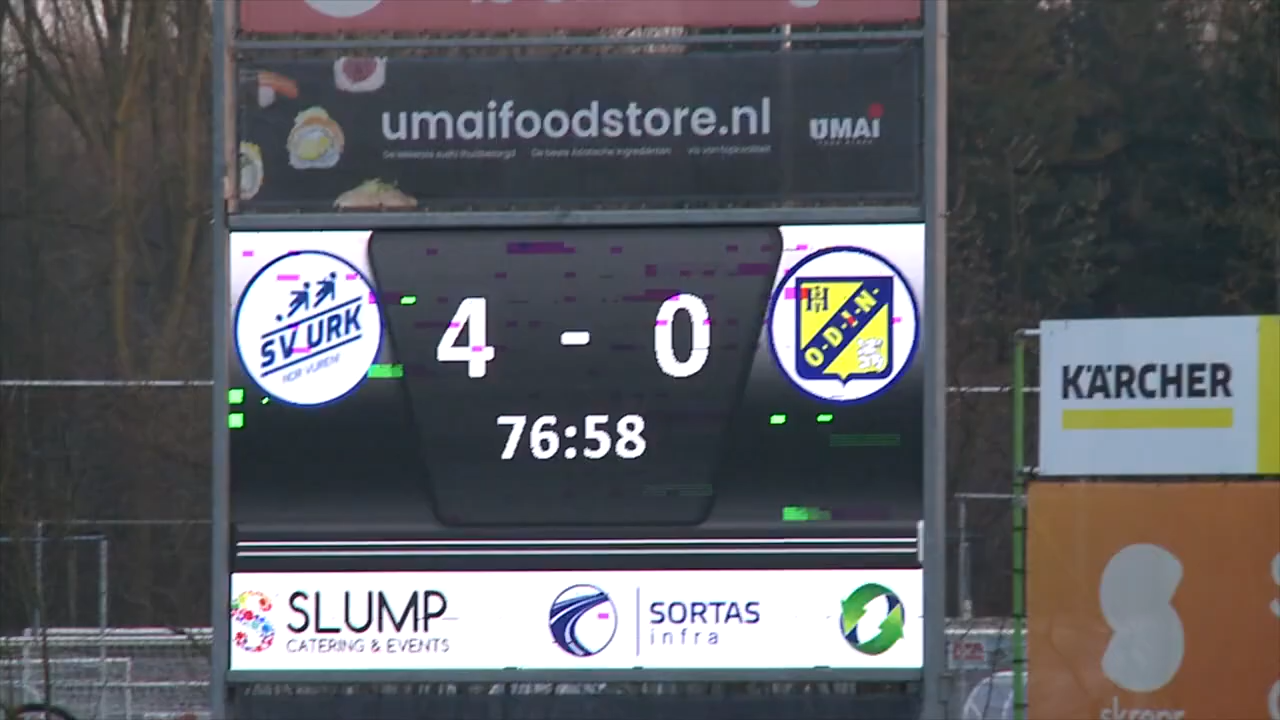 umaifoodstore.nl
UMAI
SV URK
O-D-I-N-
4 - 0
76:58
SLUMP
CATERING & EVENTS
SORTAS
infra
KÄRCHER